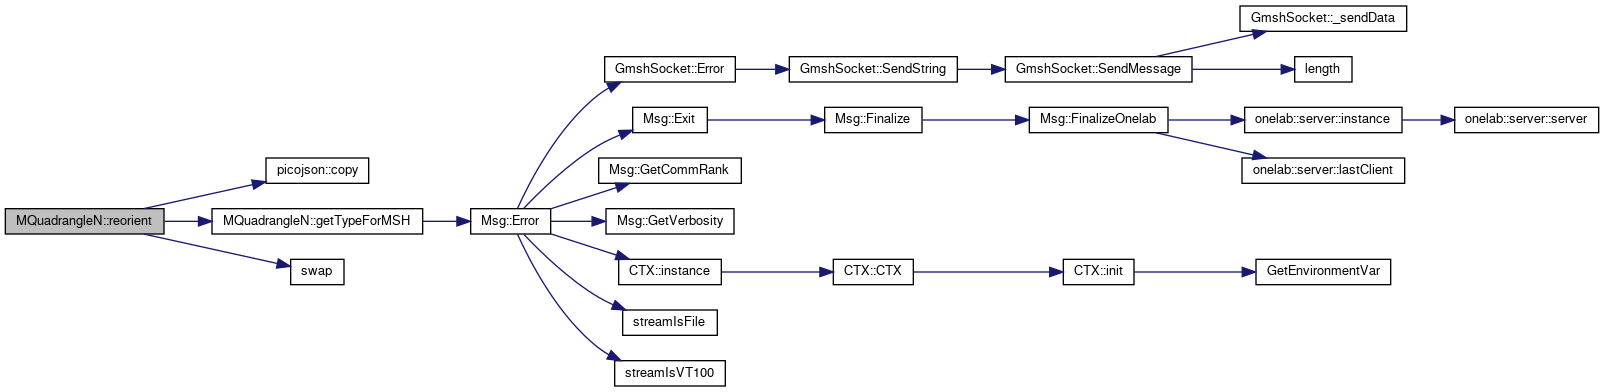 MQuadrangleN::reorient
picojson::copy
MQuadrangleN::getTypeForMSH
swap
Msg::Error
GmshSocket::Error
GmshSocket::SendString
GmshSocket::SendMessage
GmshSocket::_sendData
length
Msg::Exit
Msg::Finalize
Msg::FinalizeOnelab
onelab::server::instance
onelab::server::server
onelab::server::lastClient
Msg::GetCommRank
Msg::GetVerbosity
CTX::instance
CTX::CTX
CTX::init
GetEnvironmentVar
streamIsFile
streamIsVT100